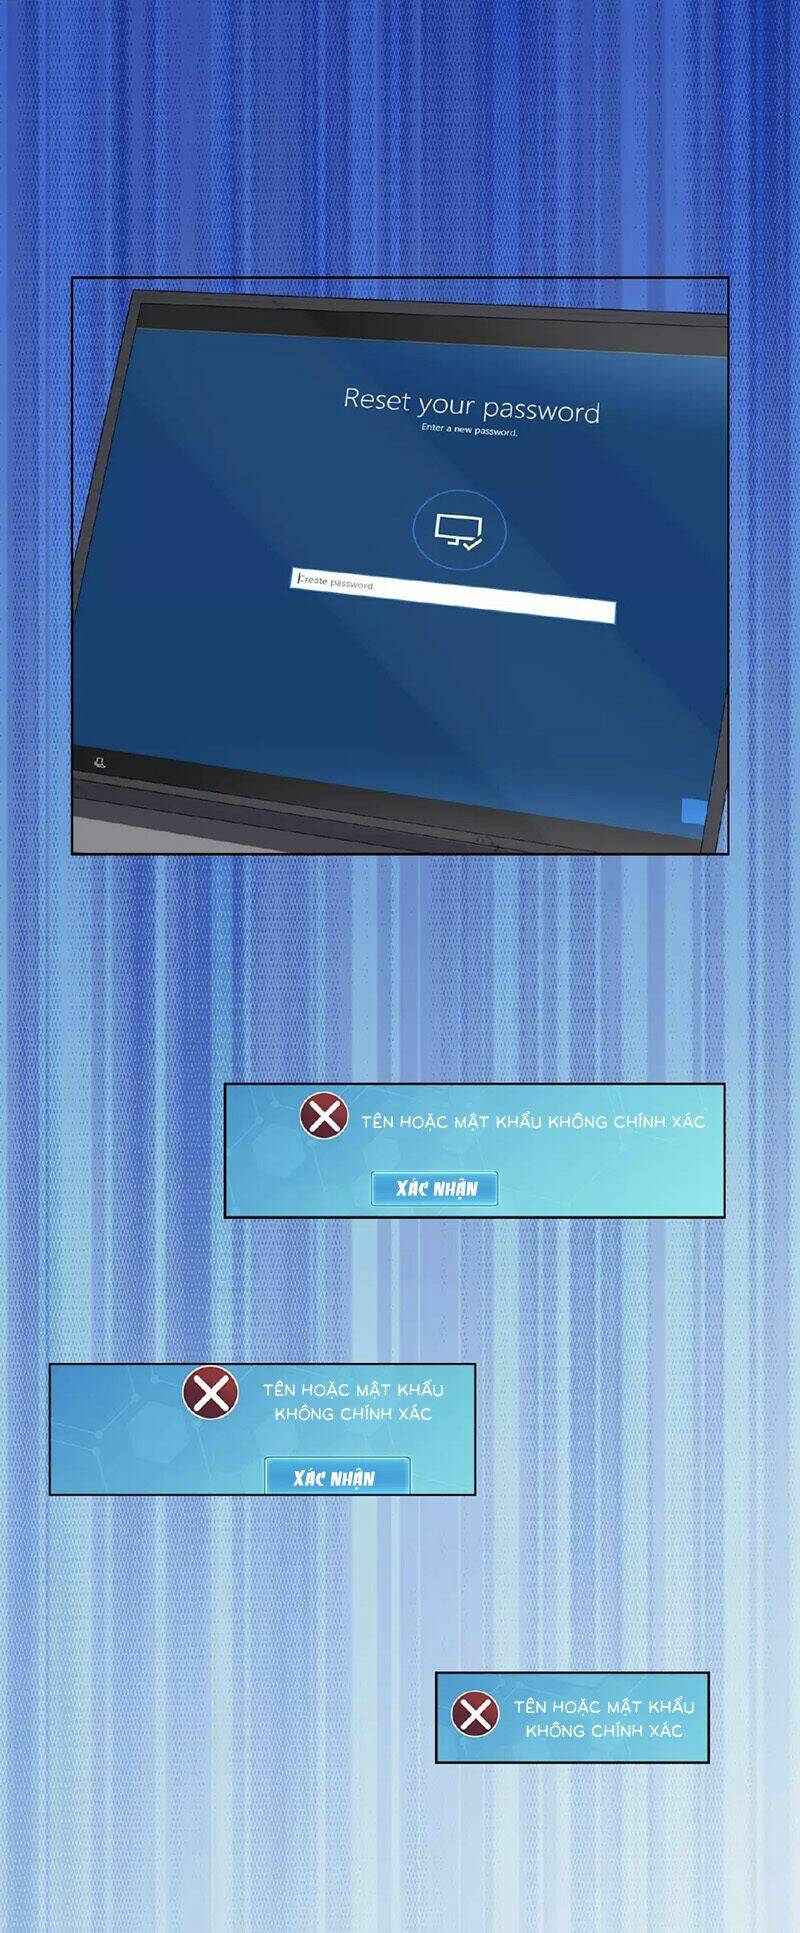 Reset your password
Enter a new password.
Create password
TÊN HOẶC MẬT KHẨU KHÔNG CHÍNH XÁC
XÁC NHẬN
TÊN HOẶC MẬT KHẨU
KHÔNG CHÍNH XÁC
XÁC NHẬN
TÊN HOẶC MẬT KHẨU
KHÔNG CHÍNH XÁC